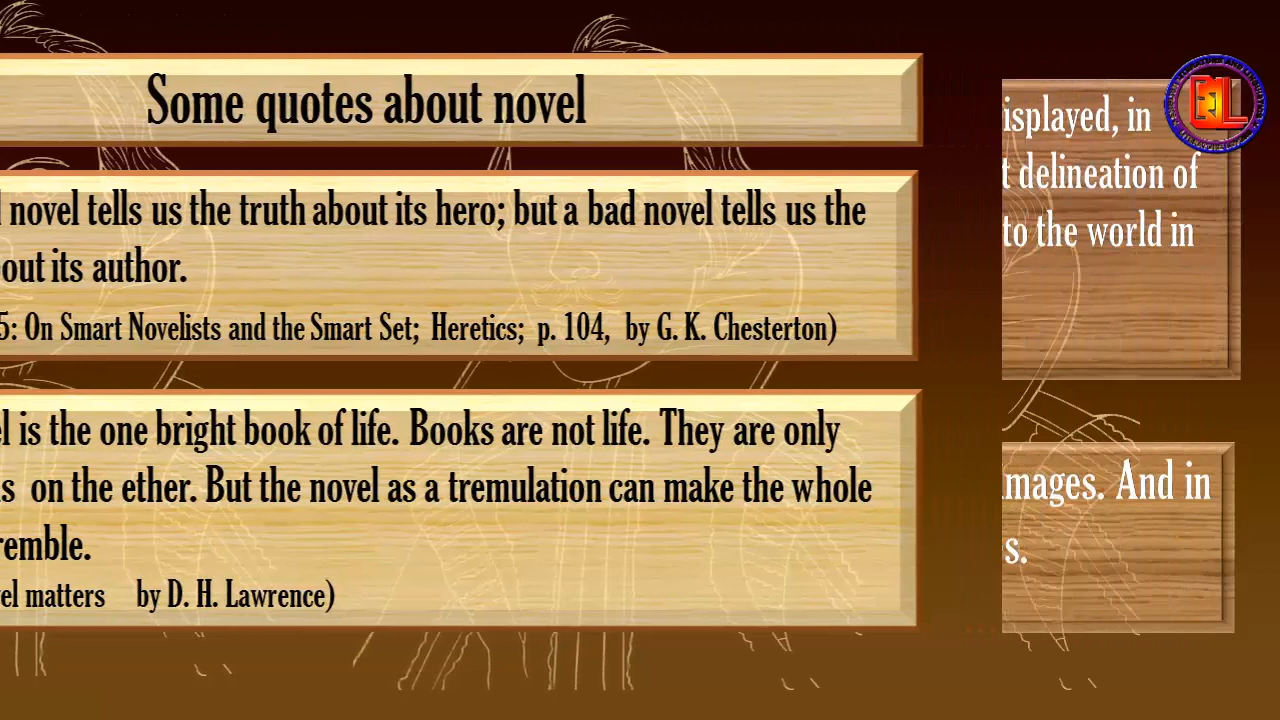 Some quotes about novel
novel tells us the truth about its hero; but a bad novel tells us the
out its author.
5: On Smart Novelists and the Smart Set; Heretics; p. 104, by G. K. Chesterton)
is the one bright book of life. Books are not life. They are only
on the ether. But the novel as a tremulation can make the whole
remble.
el matters by D. H. Lawrence)
isplayed, in
t delineation of
to the world in
mages. And in
s.
EEL